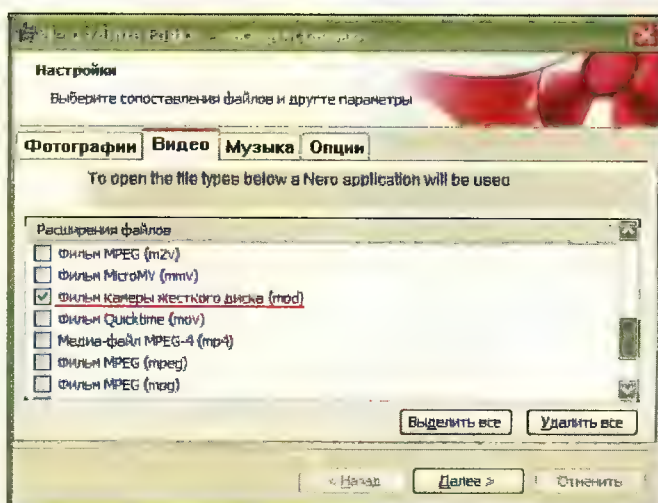 Настройки
Выберите сопоставления файлов и другте параметры
Фотографии Видео Музыка Опции
To open the file types below a Nero application will be used
Расширения файлов
Фильм MPEG (m2v)
Фильм MicroMV (mmv)
Фильм камеры жесткого диска (mod)
Фильм Quicktime (mov)
Медиа-файл MPEG-4 (mp4)
Фильм MPEG (mpeg)
Фильм MPEG (mpg)
Выделить все Удалить все
< Назад Далее > Отменить